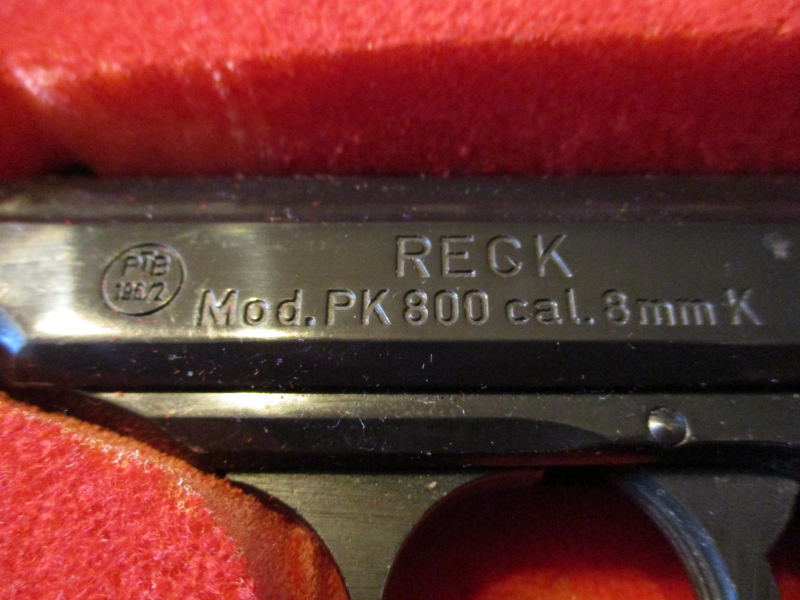 PTB
196/2
RECK
Mod. PK 800 cal. 8mm-K